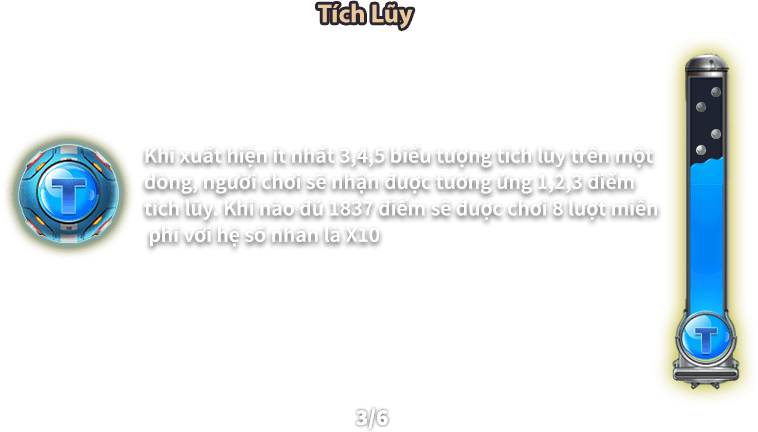 Tích Lũy
Khi xuất hiện ít nhất 3,4,5 biểu tượng tích lũy trên một
dòng, người chơi sẽ nhận được tương ứng 1,2,3 điểm
tích lũy. Khi nào đủ 1837 điểm sẽ được chơi 8 lượt miễn
phí với hệ số nhân là X10
T
T
3/6